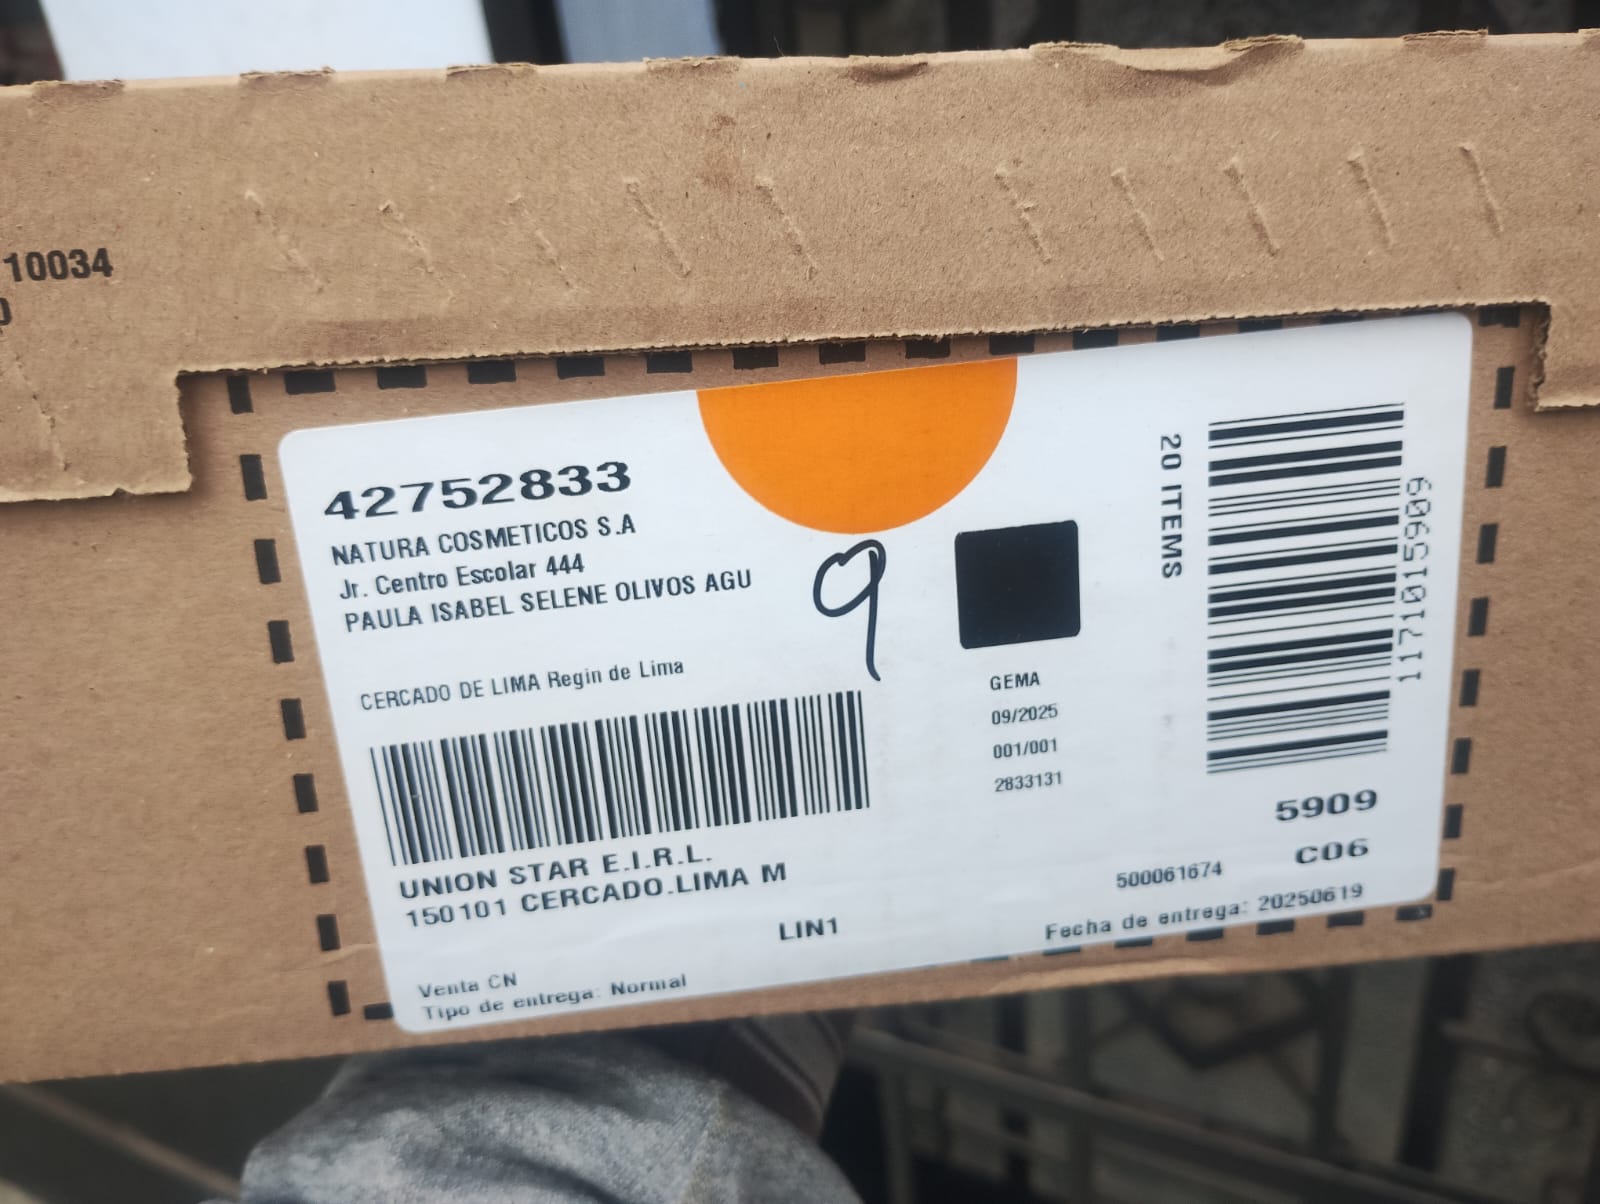 10034
42752833
NATURA COSMETICOS S.A
Jr. Centro Escolar 444
PAULA ISABEL SELENE OLIVOS AGU
CERCADO DE LIMA Regin de Lima
9
UNION STAR E.I.R.L.
150101 CERCADO.LIMA M
LIN1
Venta CN
Tipo de entrega: Normal
GEMA
09/2025
001/001
2833131
20 ITEMS
1171015909
5909
C06
500061674
Fecha de entrega: 20250619